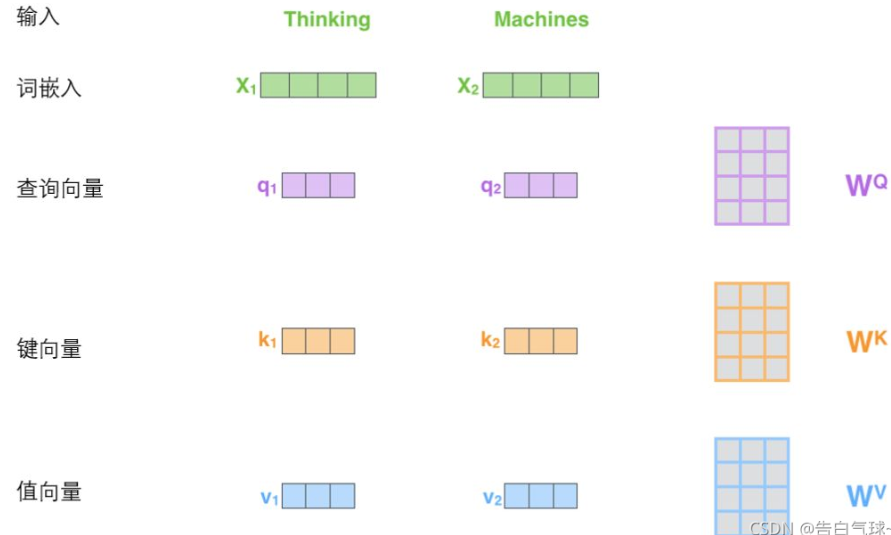 输入 Thinking Machines
词嵌入 X1 X2
查询向量 q1 q2 WQ
键向量 k1 k2 WK
值向量 v1 v2 WV
CSDN @告白气球~